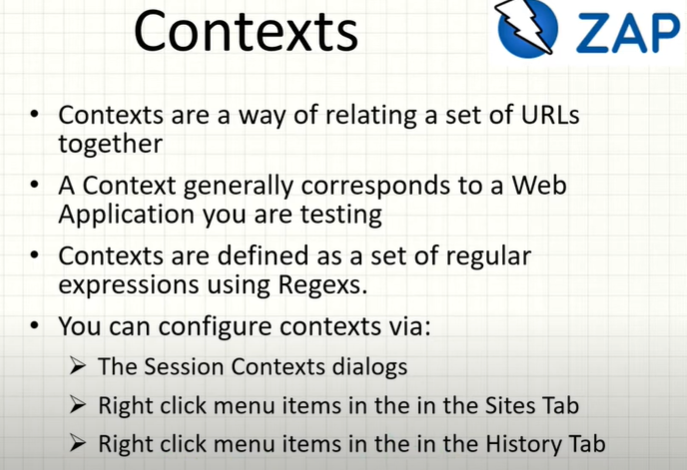 Contexts
ZAP
• Contexts are a way of relating a set of URLs
together
• A Context generally corresponds to a Web
Application you are testing
• Contexts are defined as a set of regular
expressions using Regexs.
• You can configure contexts via:
➢ The Session Contexts dialogs
➢ Right click menu items in the in the Sites Tab
➢ Right click menu items in the in the History Tab